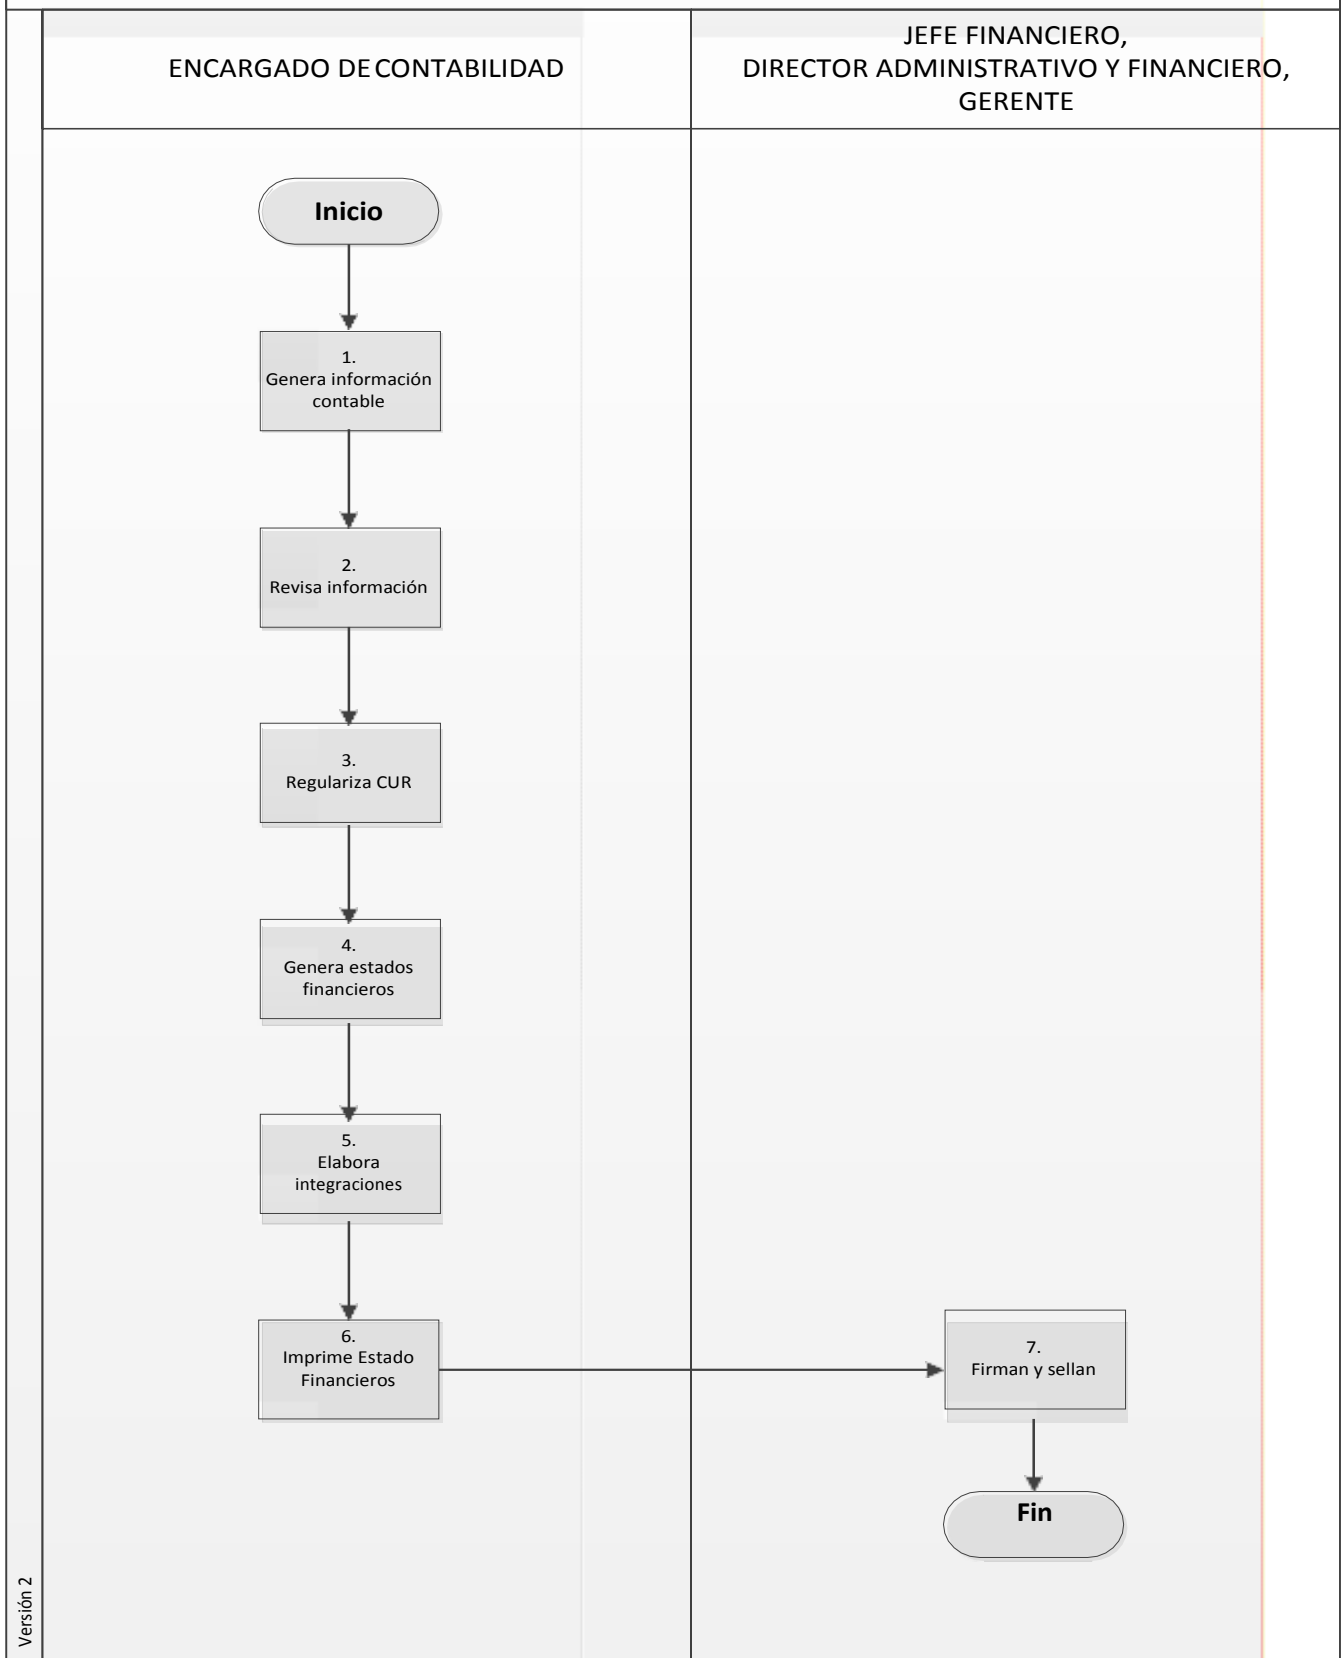 ENCARGADO DE CONTABILIDAD
JEFE FINANCIERO,
DIRECTOR ADMINISTRATIVO Y FINANCIERO,
GERENTE
Inicio
1.
Genera información
contable
2.
Revisa información
3.
Regulariza CUR
4.
Genera estados
financieros
5.
Elabora
integraciones
6.
Imprime Estado
Financieros
7.
Firman y sellan
Fin
Versión 2